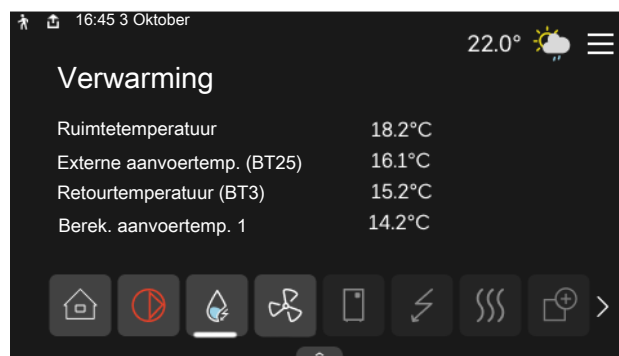 16:45 3 Oktober
22.0°
Verwarming
Ruimtetemperatuur 18.2°C
Externe aanvoertemp. (BT25) 16.1°C
Retourtemperatuur (BT3) 15.2°C
Berek. aanvoertemp. 1 14.2°C